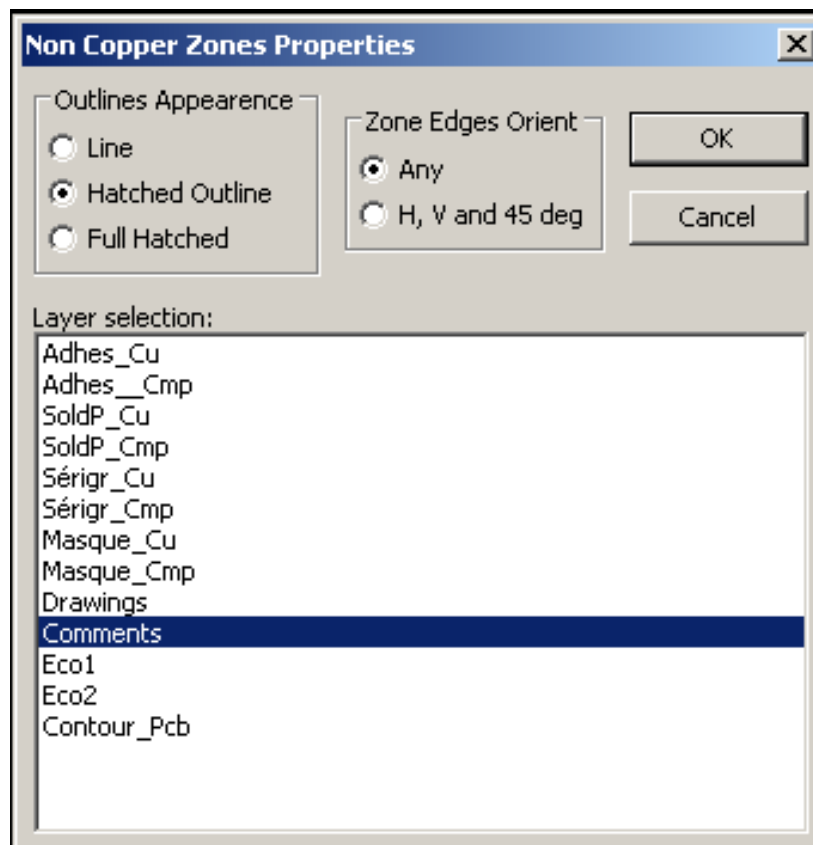 Non Copper Zones Properties
Outlines Appearence
Line
Hatched Outline
Full Hatched
Zone Edges Orient
Any
H, V and 45 deg
OK
Cancel
Layer selection:
Adhes_Cu
Adhes__Cmp
SoldP_Cu
SoldP_Cmp
Sérigr_Cu
Sérigr_Cmp
Masque_Cu
Masque_Cmp
Drawings
Comments
Eco1
Eco2
Contour_Pcb